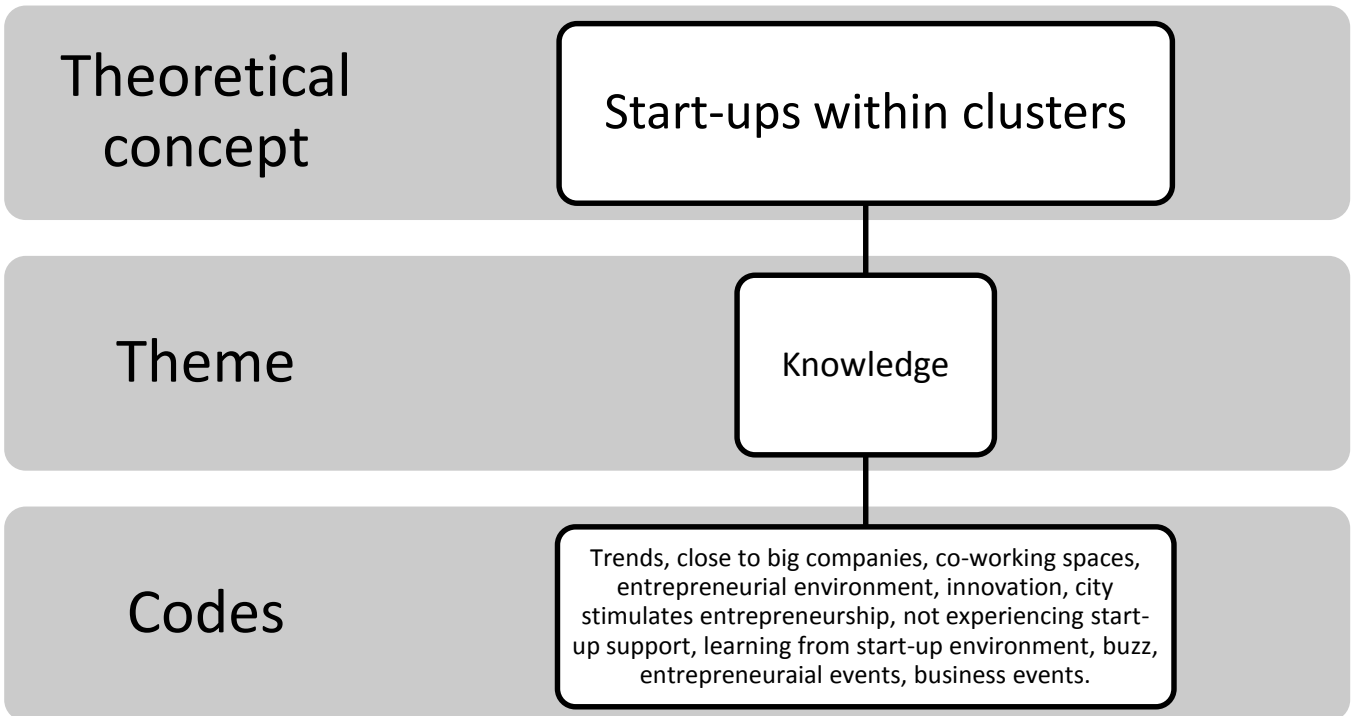 Theoretical
concept
Start-ups within clusters
Theme
Knowledge
Codes
Trends, close to big companies, co-working spaces,
entrepreneurial environment, innovation, city
stimulates entrepreneurship, not experiencing start-
up support, learning from start-up environment, buzz,
entrepreneuraial events, business events.